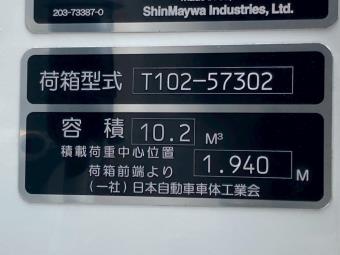 203-73387-0
ShinMaywa Industries, Ltd.
荷箱型式 T102-57302
容積 10.2 M³
積載荷重中心位置
荷箱前端より 1.940 M
(一社)日本自動車車体工業会